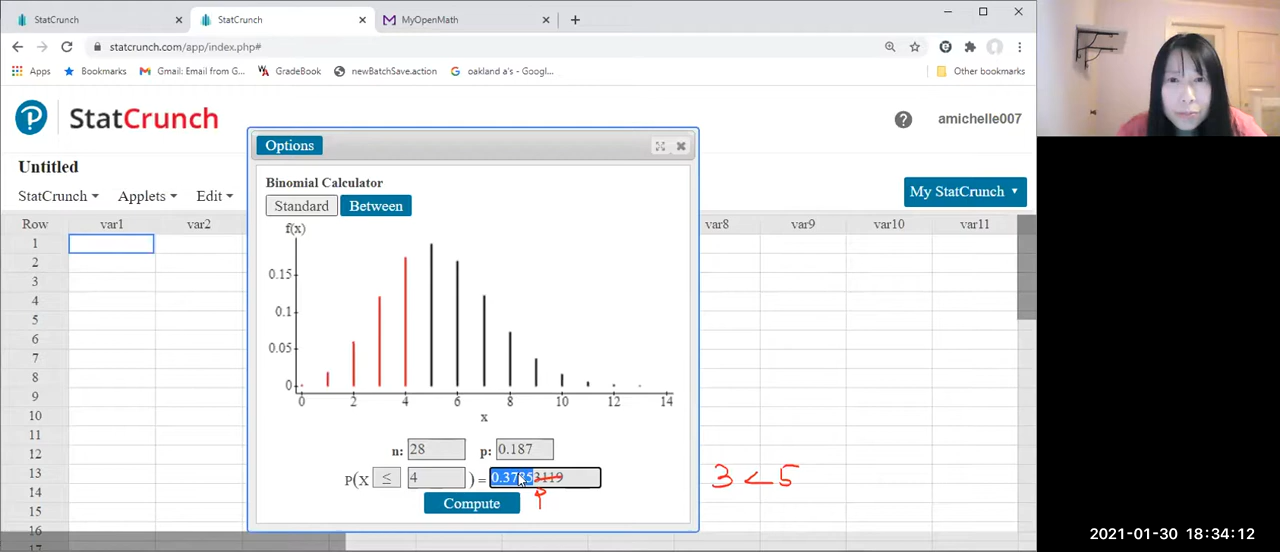 StatCrunch
StatCrunch
MyOpenMath
statcrunch.com/app/index.php#
Apps
Bookmarks
Gmail: Email from G...
GradeBook
newBatchSave.action
oakland a's - Googl...
Other bookmarks
P
StatCrunch
amichelle007
Untitled
StatCrunch
Applets
Edit
My StatCrunch
Row var1 var2 var8 var9 var10 var11
1
2
3
4
5
6
7
8
9
10
11
12
13
14
15
16
17
Options
Binomial Calculator
Standard Between
f(x)
0.15
0.1
0.05
0
0 2 4 6 8 10 12 14
x
n: 28 p: 0.187
P(X ≤ 4 ) = 0.37853119
Compute
3 < 5
2021-01-30 18:34:12